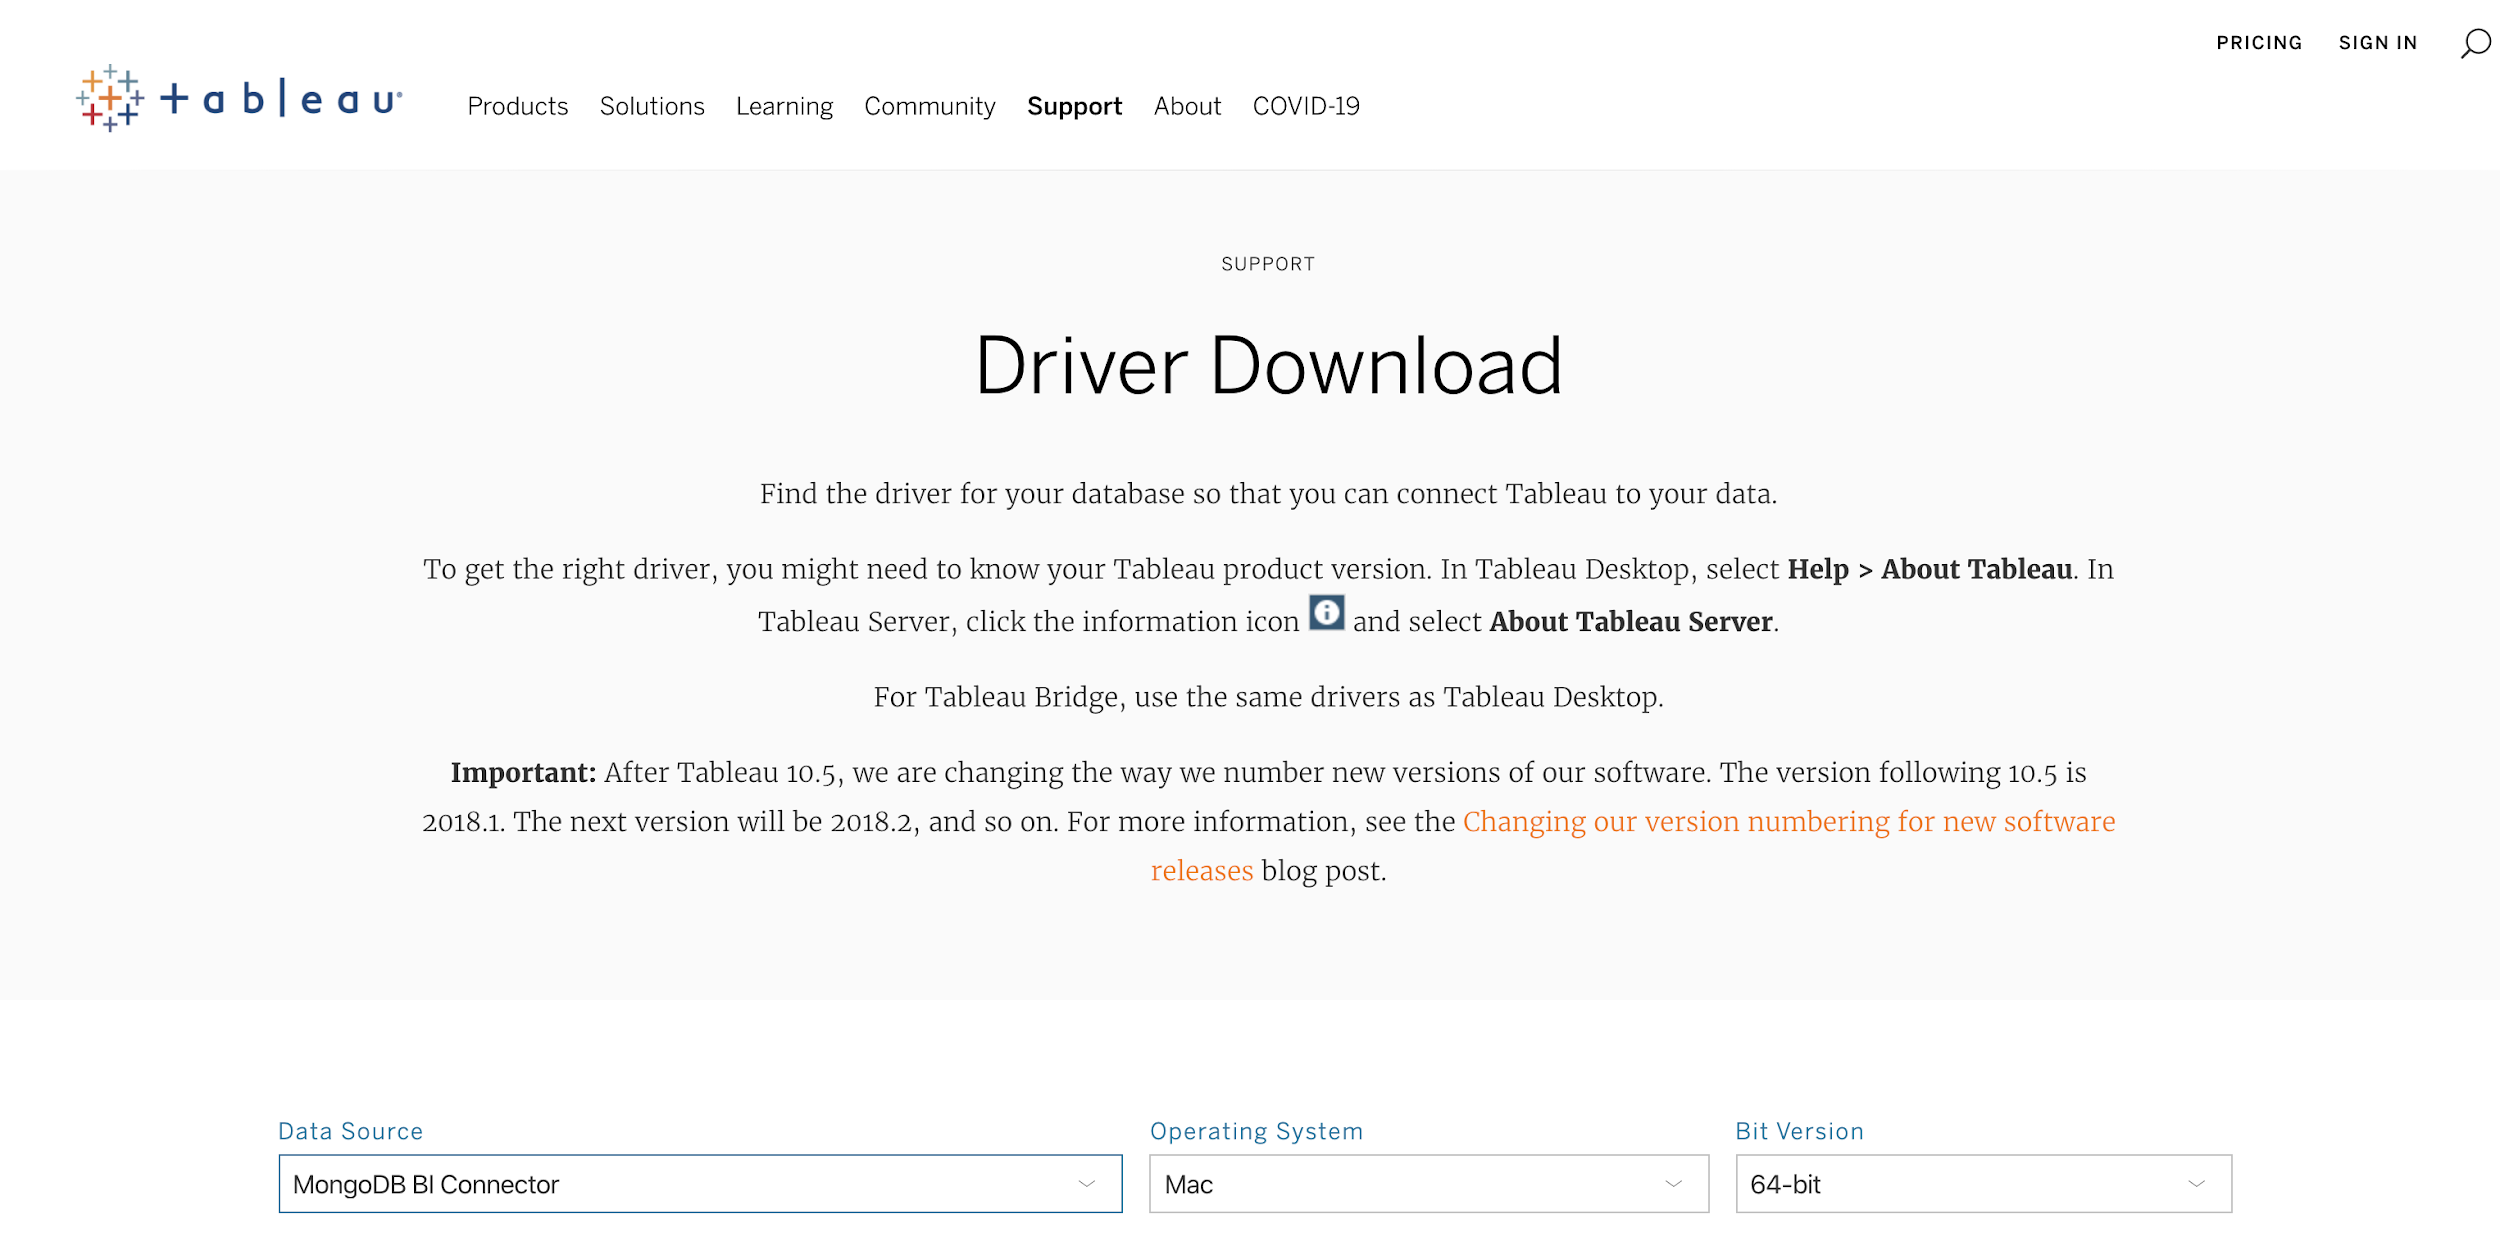 PRICING SIGN IN
tableau
Products Solutions Learning Community Support About COVID-19
SUPPORT
Driver Download
Find the driver for your database so that you can connect Tableau to your data.
To get the right driver, you might need to know your Tableau product version. In Tableau Desktop, select Help > About Tableau. In
Tableau Server, click the information icon and select About Tableau Server.
For Tableau Bridge, use the same drivers as Tableau Desktop.
Important: After Tableau 10.5, we are changing the way we number new versions of our software. The version following 10.5 is
2018.1. The next version will be 2018.2, and so on. For more information, see the Changing our version numbering for new software
releases blog post.
Data Source Operating System Bit Version
MongoDB BI Connector Mac 64-bit